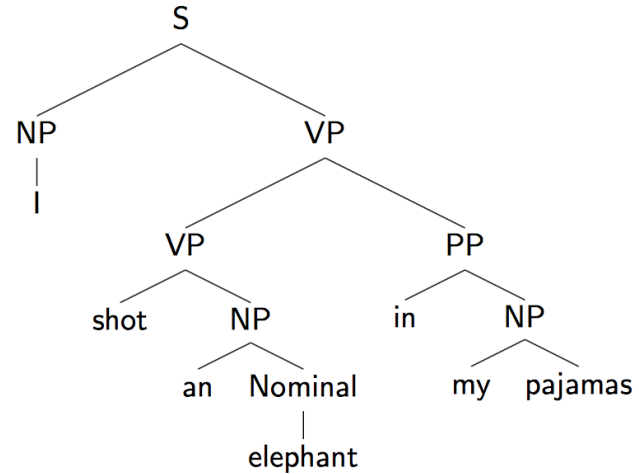 S
NP VP
I
VP PP
shot NP in NP
an Nominal my pajamas
elephant